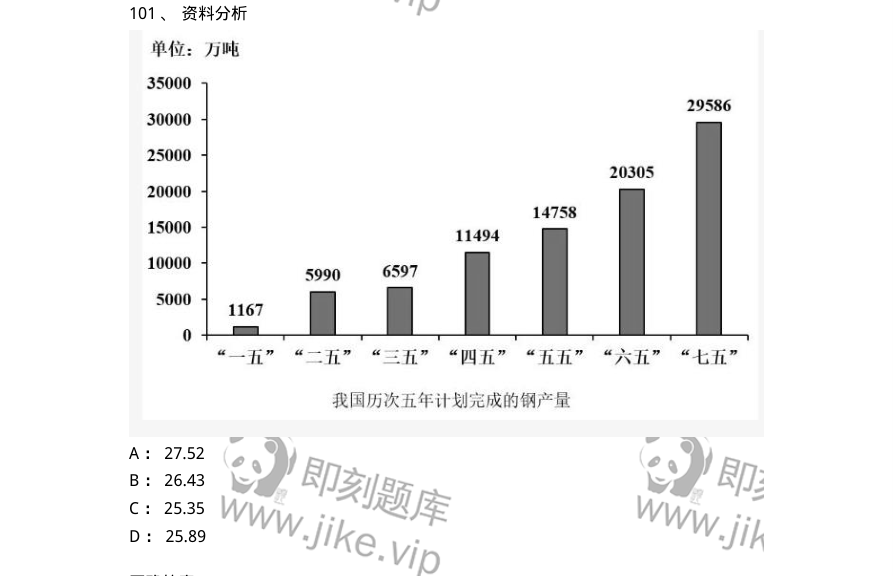 101 、 资料分析
单位：万吨
35000
30000
25000
20000
15000
10000
5000
0
1167
5990
6597
11494
14758
20305
29586
“一五” “二五” “三五” “四五” “五五” “六五” “七五”
我国历次五年计划完成的钢产量
A ： 27.52
B ： 26.43
C ： 25.35
D ： 25.89
即刻题库
www.jike.vip
即
www.ji
vip